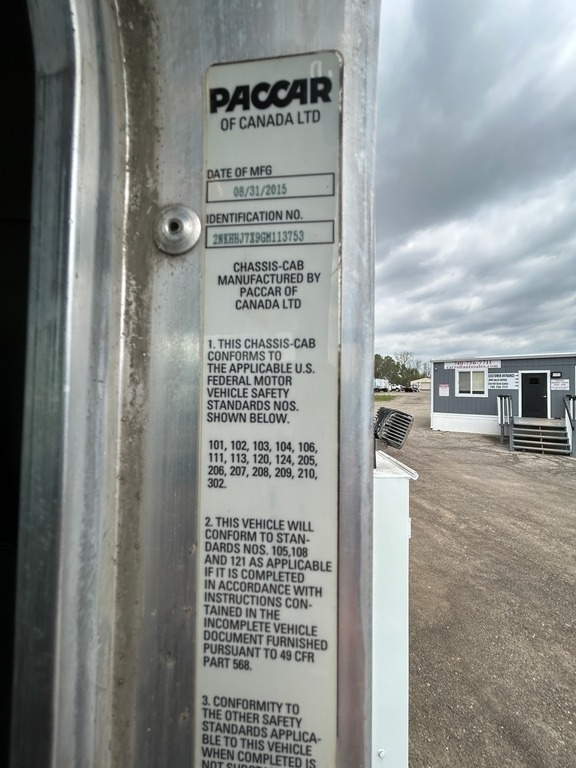 PACCAR
OF CANADA LTD
DATE OF MFG
08/31/2015
IDENTIFICATION NO.
2NKHHJ7X9GM113753
CHASSIS-CAB
MANUFACTURED BY
PACCAR OF
CANADA LTD
1. THIS CHASSIS-CAB
CONFORMS TO
THE APPLICABLE U.S.
FEDERAL MOTOR
VEHICLE SAFETY
STANDARDS NOS.
SHOWN BELOW.
101, 102, 103, 104, 106,
111, 113, 120, 124, 205,
206, 207, 208, 209, 210,
302.
2. THIS VEHICLE WILL
CONFORM TO STAN-
DARDS NOS. 105,108
AND 121 AS APPLICABLE
IF IT IS COMPLETED
IN ACCORDANCE WITH
INSTRUCTIONS CON-
TAINED IN THE
INCOMPLETE VEHICLE
DOCUMENT FURNISHED
PURSUANT TO 49 CFR
PART 568.
3. CONFORMITY TO
THE OTHER SAFETY
STANDARDS APPLICA-
BLE TO THIS VEHICLE
WHEN COMPLETED IS
CUSTOMER ENTRANCE